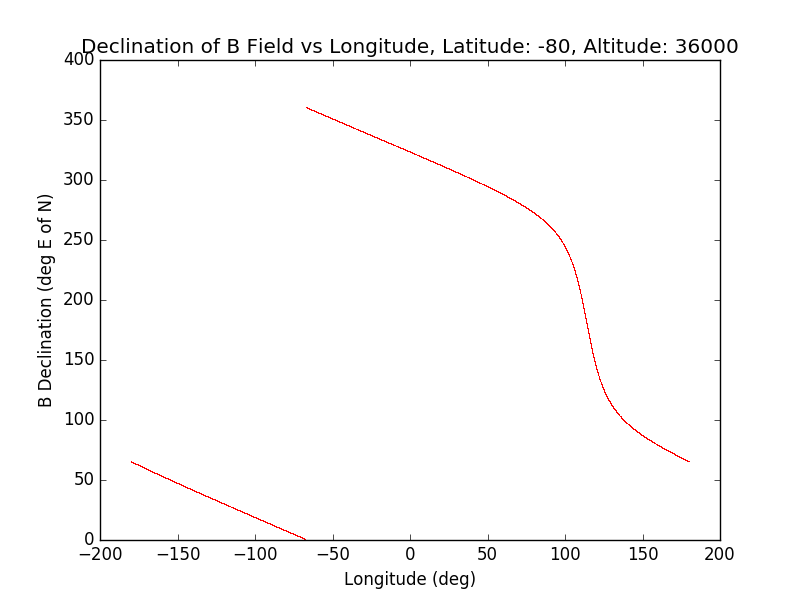 Declination of B Field vs Longitude, Latitude: -80, Altitude: 36000
400
350
300
250
200
150
100
50
0
B Declination (deg E of N)
−200 −150 −100 −50 0 50 100 150 200
Longitude (deg)